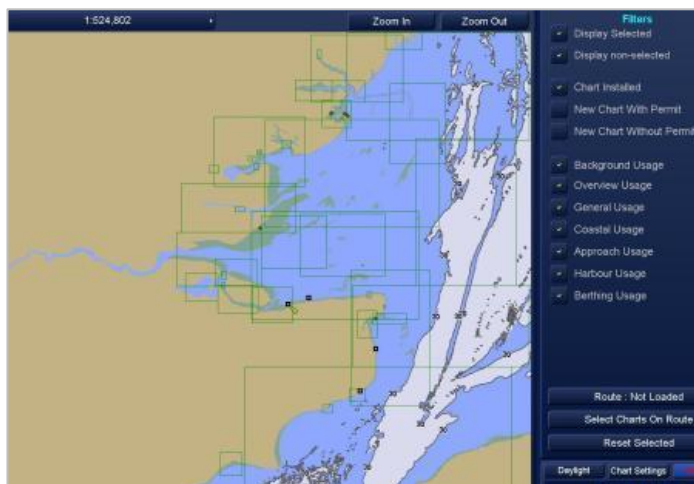 1:524,802
Zoom In
Zoom Out
Filters
Display Selected
Display non-selected
Chart Installed
New Chart With Permit
New Chart Without Permit
Background Usage
Overview Usage
General Usage
Coastal Usage
Approach Usage
Harbour Usage
Berthing Usage
Route : Not Loaded
Select Charts On Route
Reset Selected
Daylight
Chart Settings